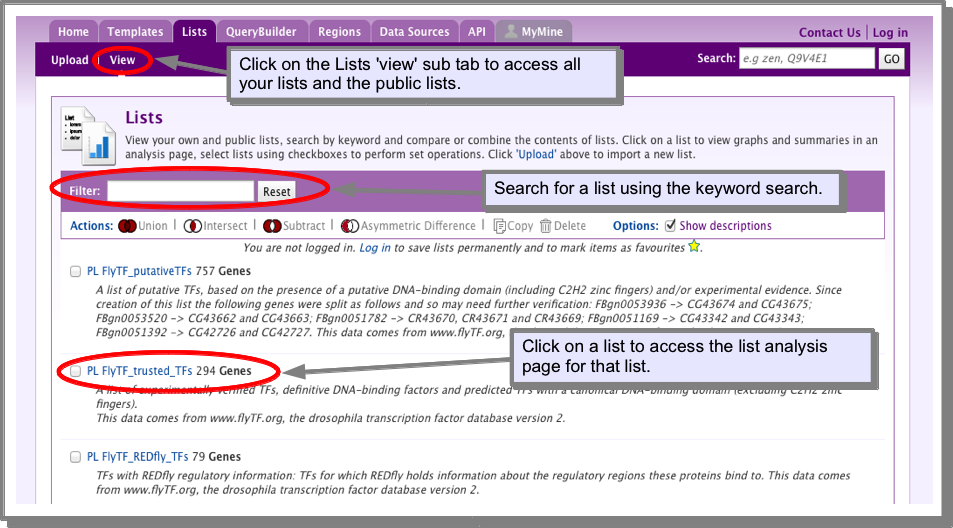 Home Templates Lists QueryBuilder Regions Data Sources API MyMine Contact Us | Log in
Upload | View Search: e.g zen, Q9V4E1 GO
Click on the Lists 'view' sub tab to access all
your lists and the public lists.
Lists
List
View your own and public lists, search by keyword and compare or combine the contents of lists. Click on a list to view graphs and summaries in an
analysis page, select lists using checkboxes to perform set operations. Click 'Upload' above to import a new list.
Filter: Reset
Search for a list using the keyword search.
Actions: Union | Intersect | Subtract | Asymmetric Difference | Copy Delete Options: Show descriptions
You are not logged in. Log in to save lists permanently and to mark items as favourites.
PL FlyTF_putativeTFs 757 Genes
A list of putative TFs, based on the presence of a putative DNA-binding domain (including C2H2 zinc fingers) and/or experimental evidence. Since
creation of this list the following genes were split as follows and so may need further verification: FBgn0053936 -> CG43674 and CG43675;
FBgn0053520 -> CG43662 and CG43663; FBgn0051782 -> CR43670, CR43671 and CR43669; FBgn0051169 -> CG43342 and CG43343;
FBgn0051392 -> CG42726 and CG42727. This data comes from www.flyTF.org,
Click on a list to access the list analysis
page for that list.
PL FlyTF_trusted_TFs 294 Genes
A list of experimentally verified TFs, definitive DNA-binding factors and predicted TFs with a canonical DNA-binding domain (excluding C2H2 zinc
fingers).
This data comes from www.flyTF.org, the drosophila transcription factor database version 2.
PL FlyTF_REDfly_TFs 79 Genes
TFs with REDfly regulatory information: TFs for which REDfly holds information about the regulatory regions these proteins bind to. This data comes
from www.flyTF.org, the drosophila transcription factor database version 2.